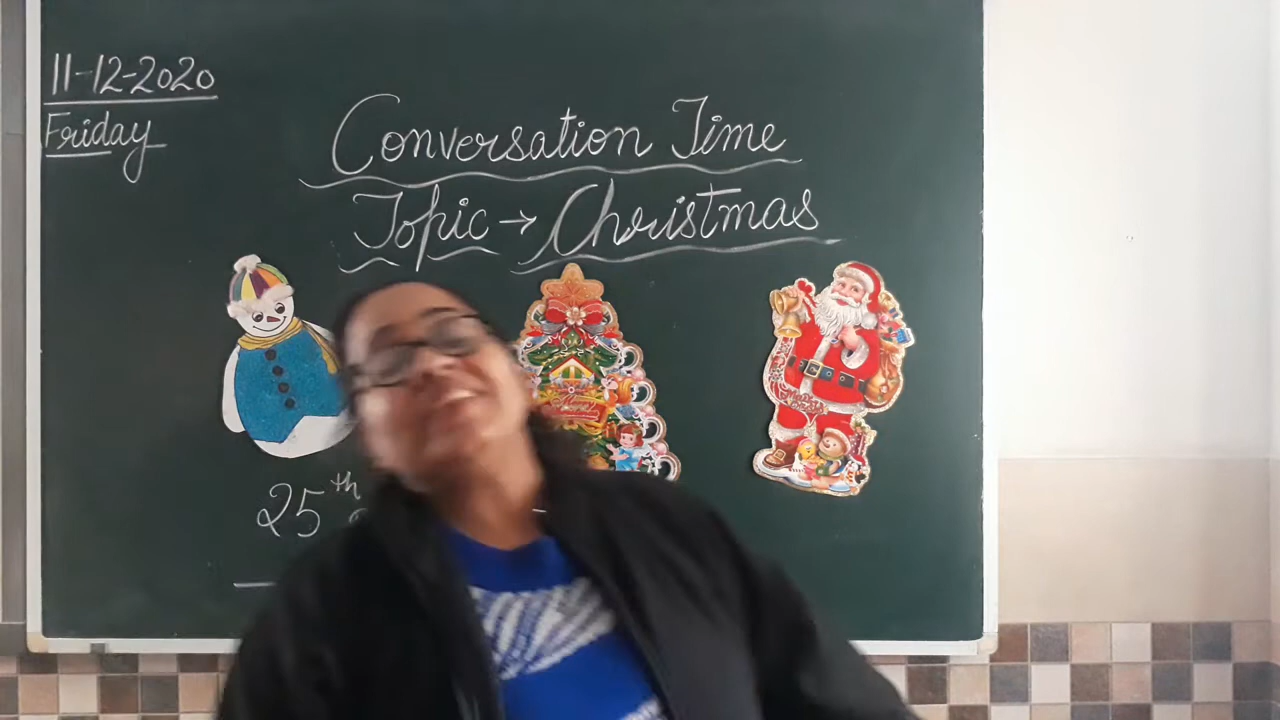 11-12-2020
Friday
Conversation Time
Topic → Christmas
25th